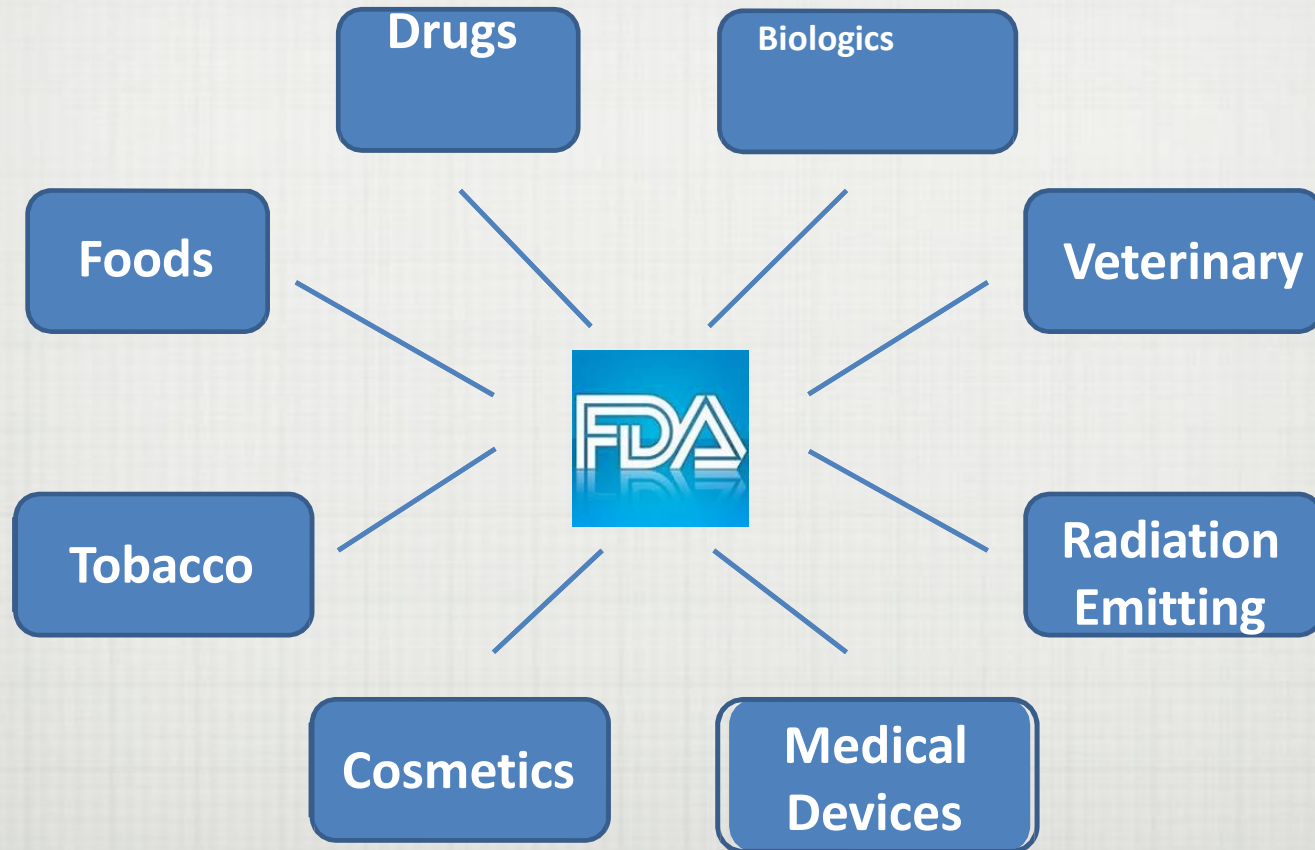 Drugs
Biologics
Foods
Veterinary
FDA
Tobacco
Radiation
Emitting
Cosmetics
Medical
Devices